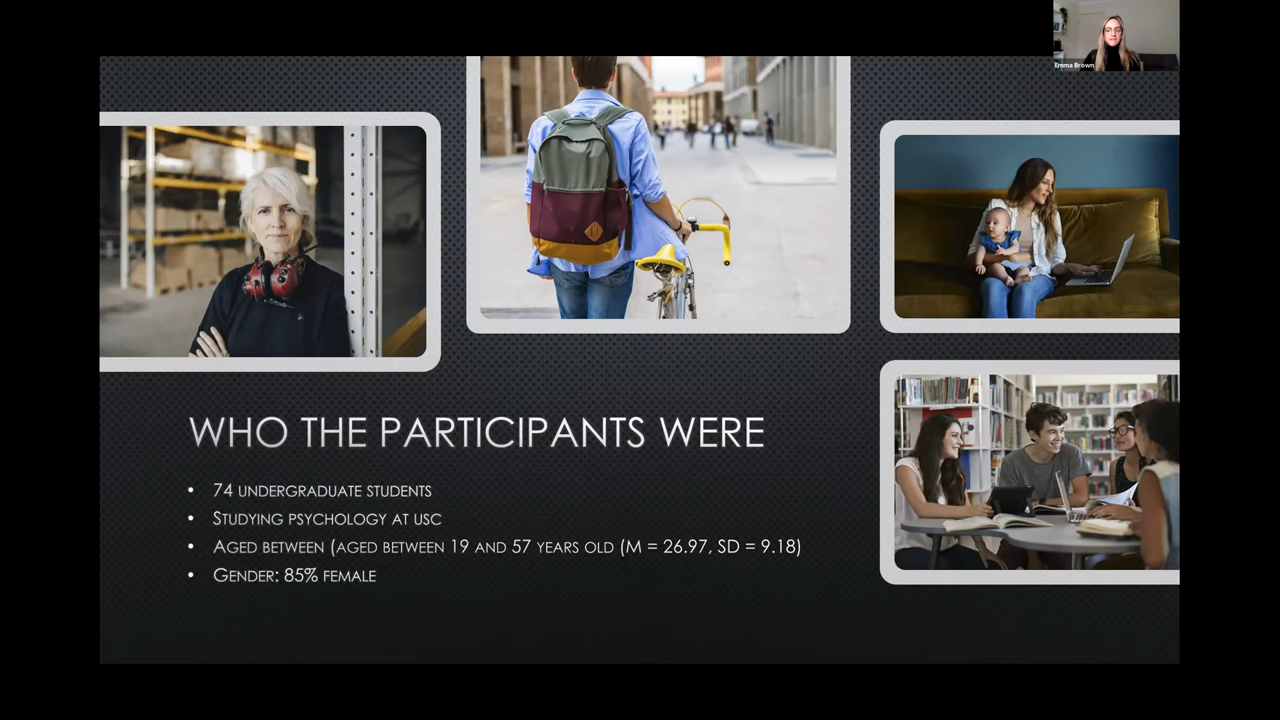 Emma Brown
WHO THE PARTICIPANTS WERE
• 74 UNDERGRADUATE STUDENTS
• STUDYING PSYCHOLOGY AT USC
• AGED BETWEEN (AGED BETWEEN 19 AND 57 YEARS OLD (M = 26.97, SD = 9.18)
• GENDER: 85% FEMALE